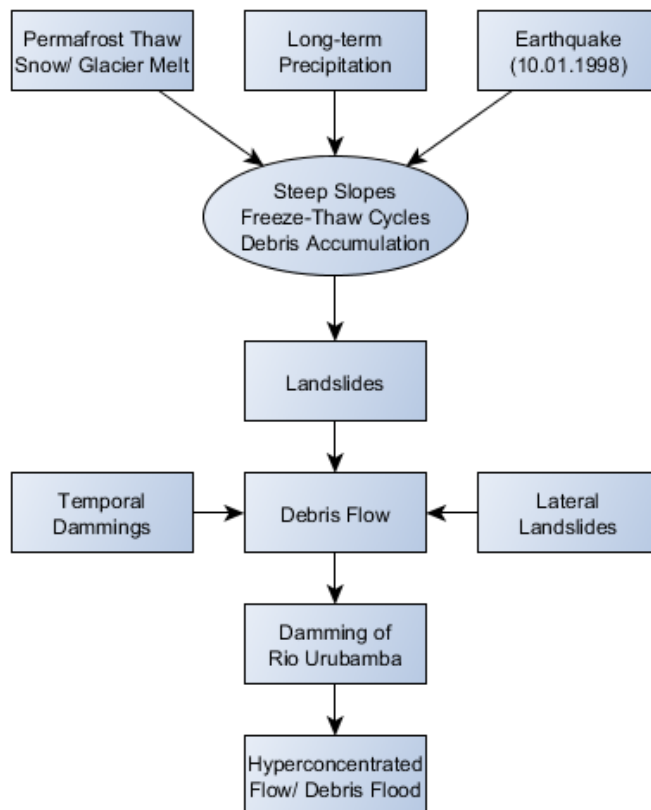 Permafrost Thaw
Snow/ Glacier Melt
Long-term
Precipitation
Earthquake
(10.01.1998)
Steep Slopes
Freeze-Thaw Cycles
Debris Accumulation
Landslides
Temporal
Dammings
Debris Flow
Lateral
Landslides
Damming of
Rio Urubamba
Hyperconcentrated
Flow/ Debris Flood